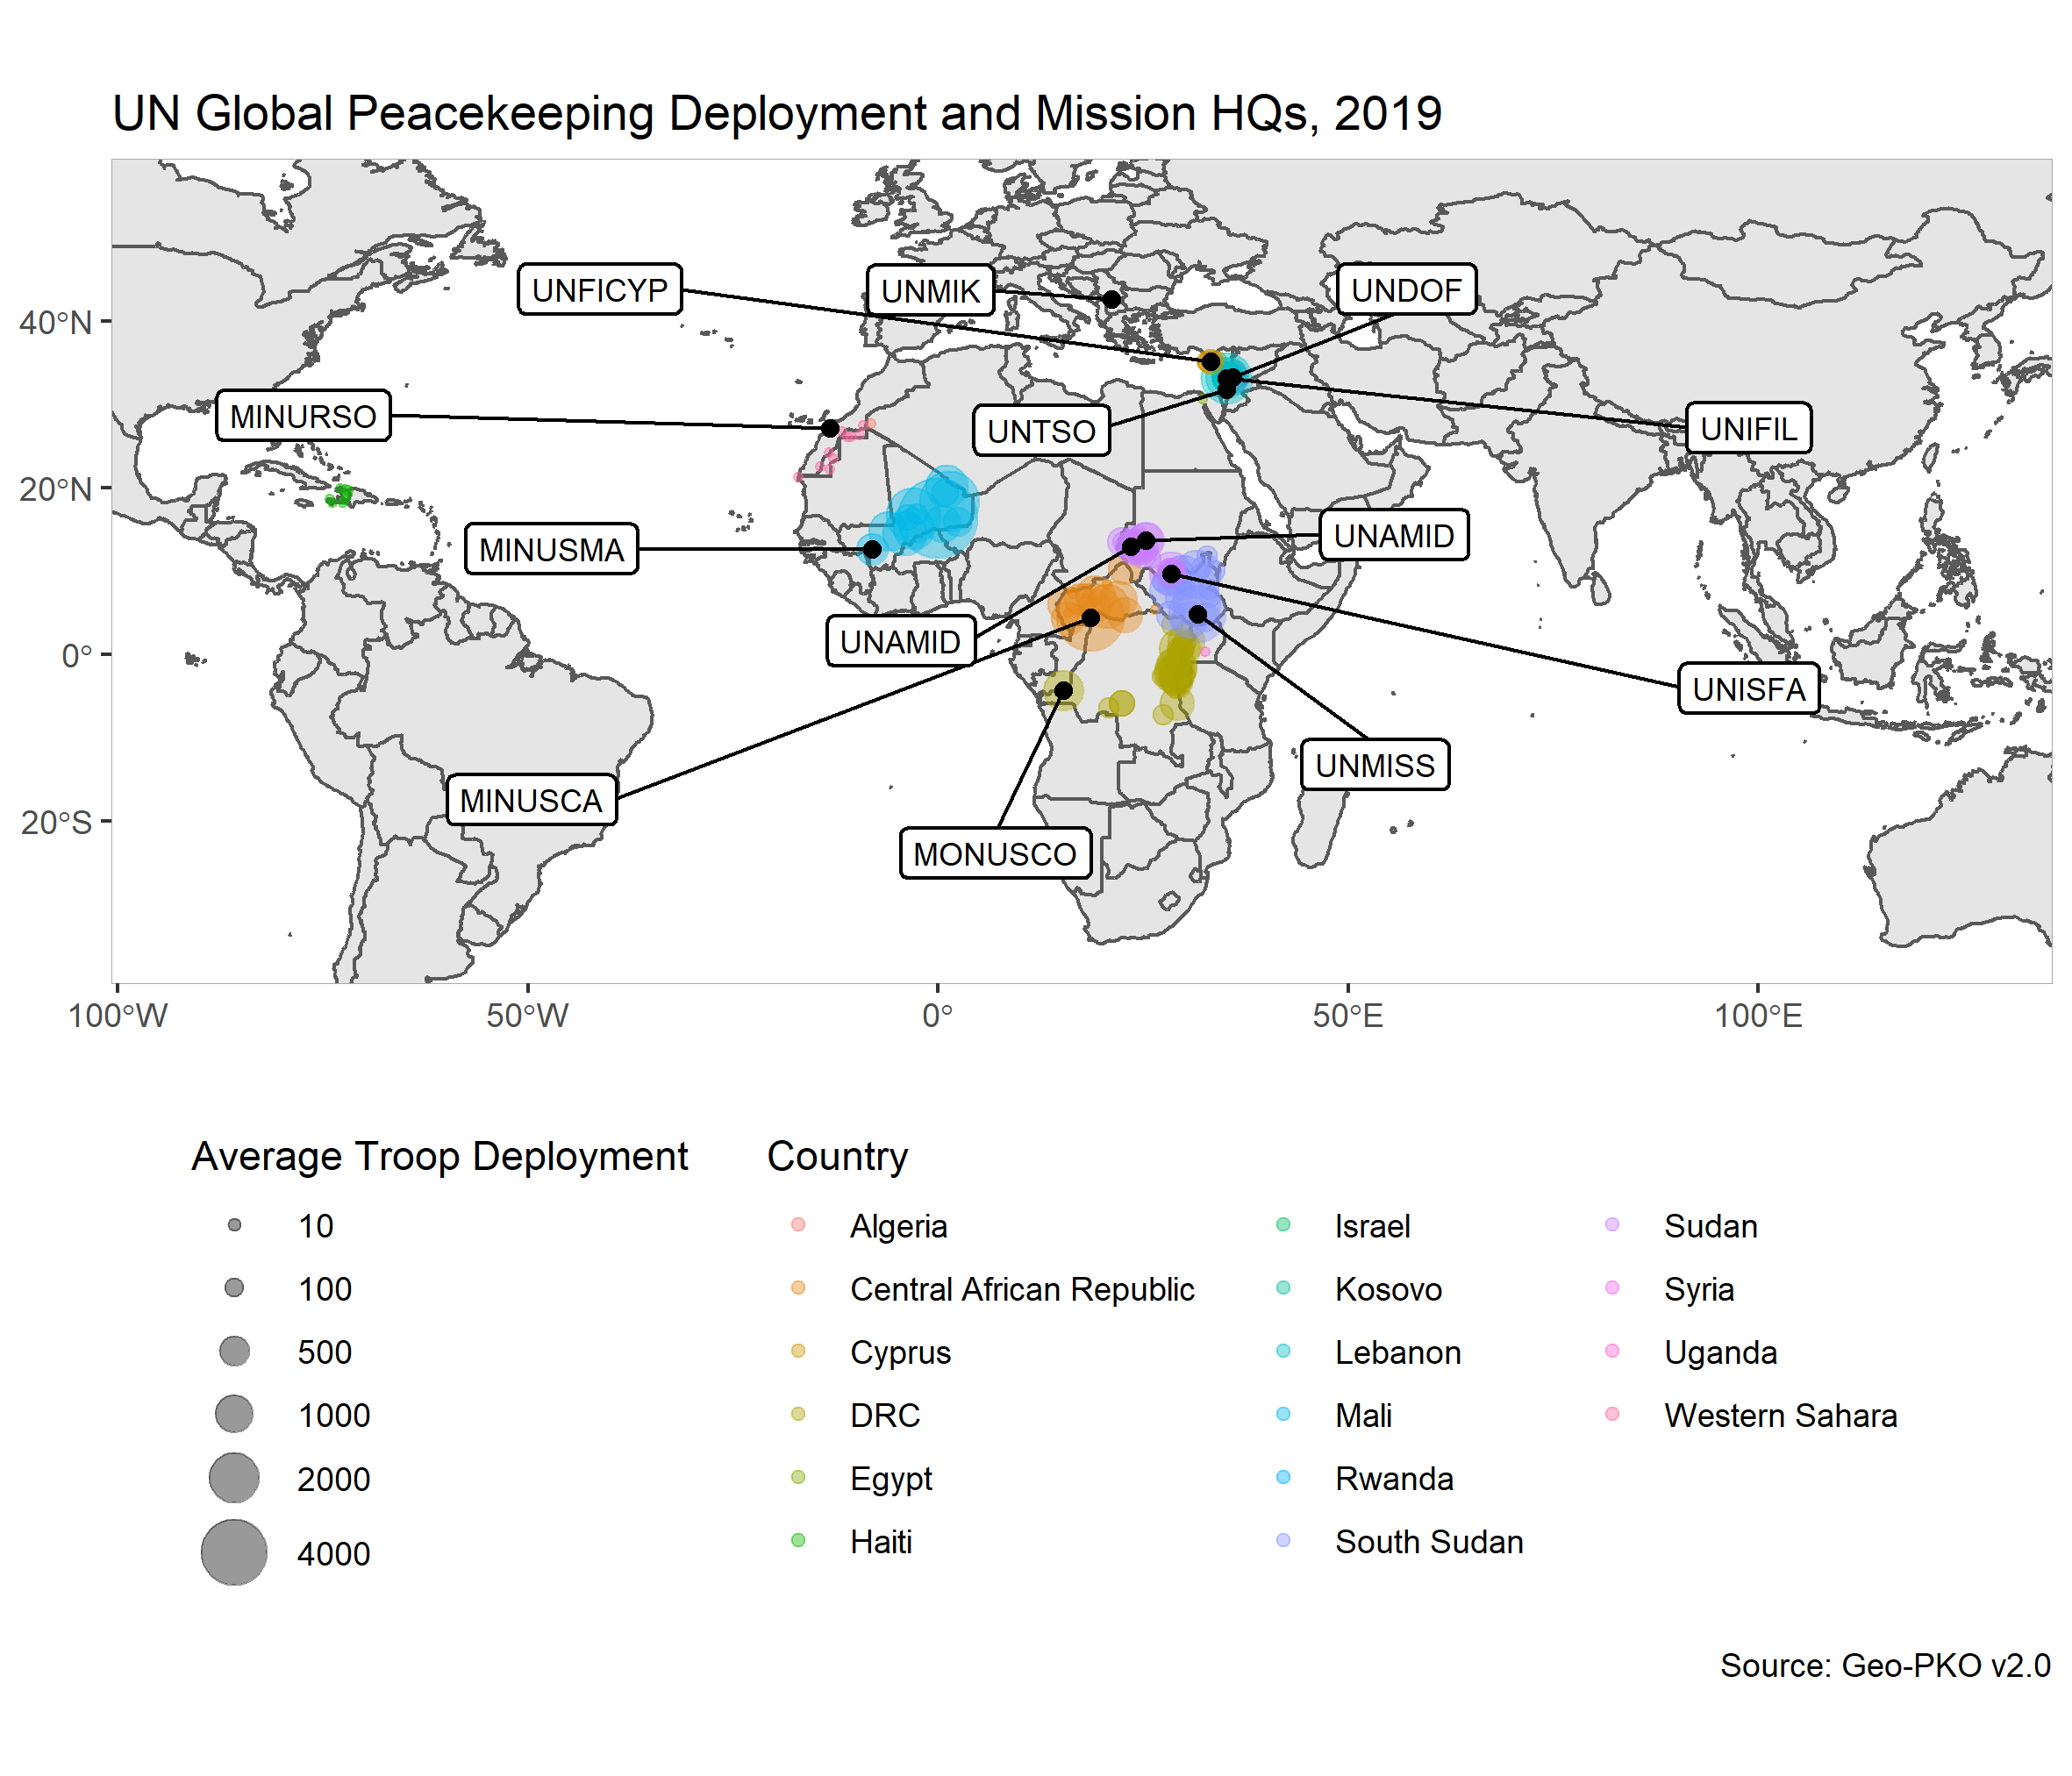 UN Global Peacekeeping Deployment and Mission HQs, 2019
UNFICYP
UNMIK
UNDOF
40°N
MINURSO
UNTSO
UNIFIL
20°N
MINUSMA
UNAMID
UNAMID
0°
UNISFA
UNMISS
MINUSCA
20°S
MONUSCO
100°W
50°W
0°
50°E
100°E
Average Troop Deployment
10
100
500
1000
2000
4000
Country
Algeria
Central African Republic
Cyprus
DRC
Egypt
Haiti
Israel
Kosovo
Lebanon
Mali
Rwanda
South Sudan
Sudan
Syria
Uganda
Western Sahara
Source: Geo-PKO v2.0